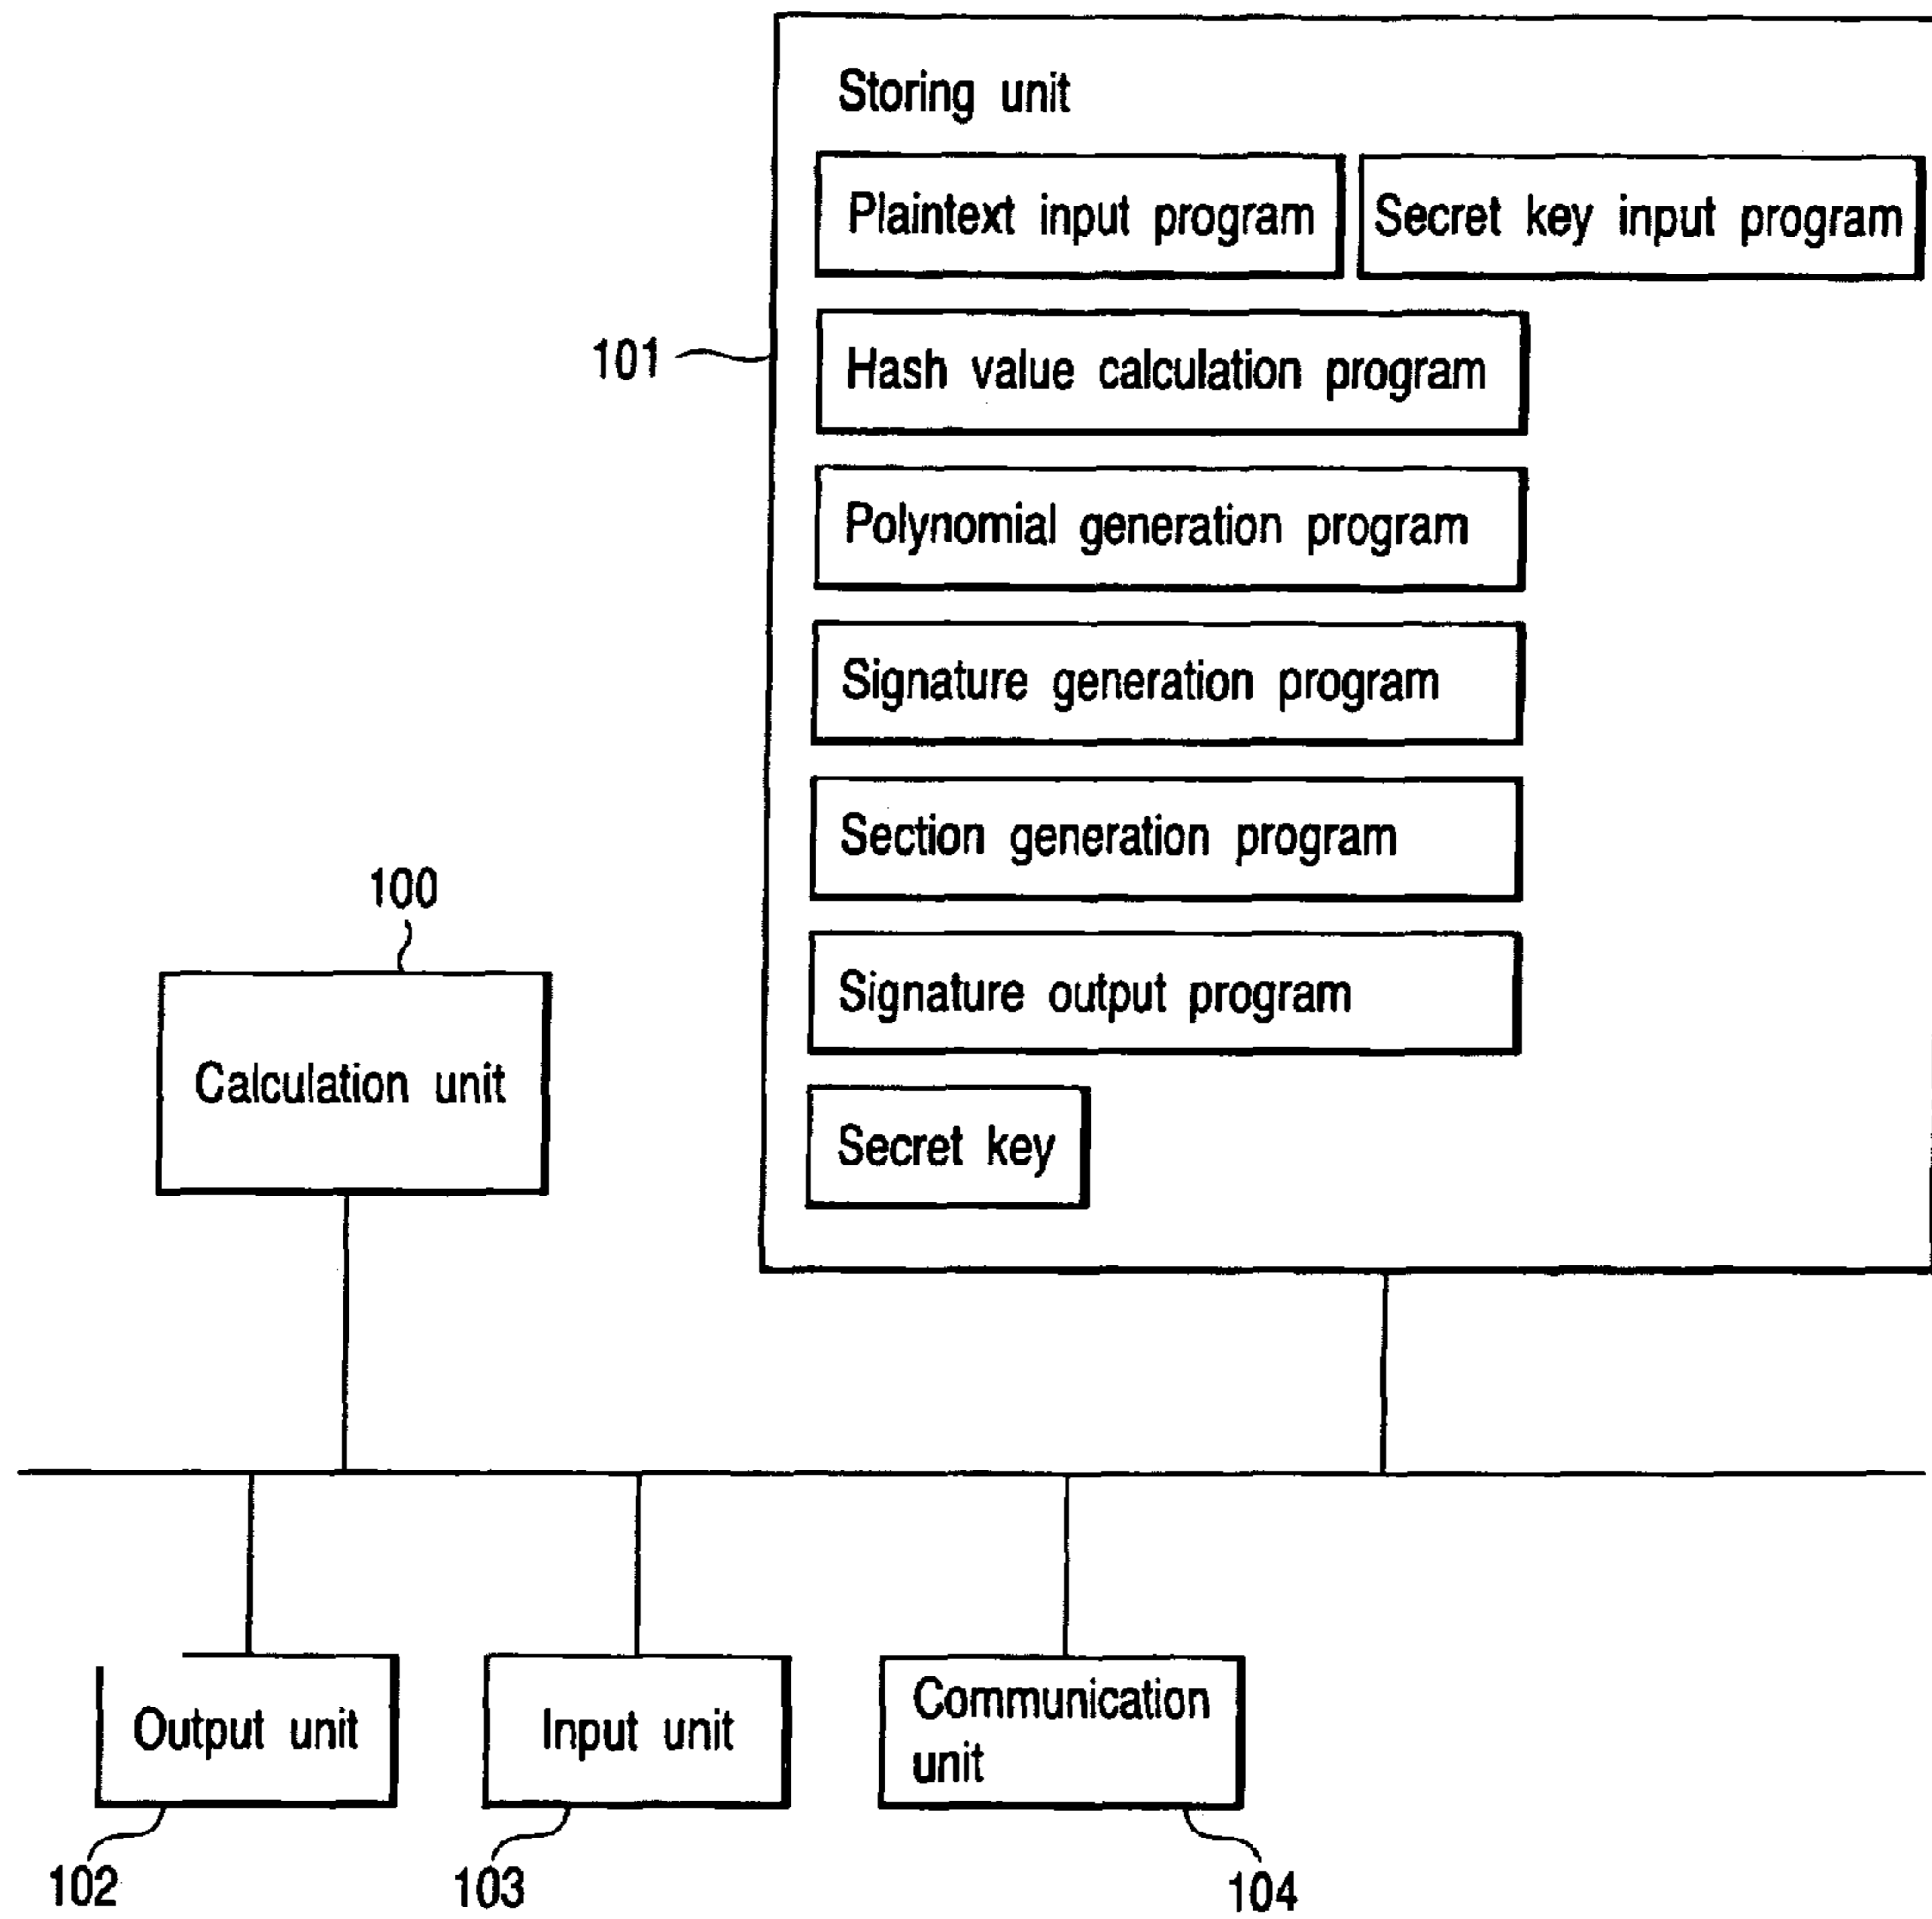 Storing unit
Plaintext input program
Secret key input program
101
Hash value calculation program
Polynomial generation program
Signature generation program
Section generation program
100
Signature output program
Calculation unit
Secret key
Output unit
Input unit
Communication
unit
102
103
104